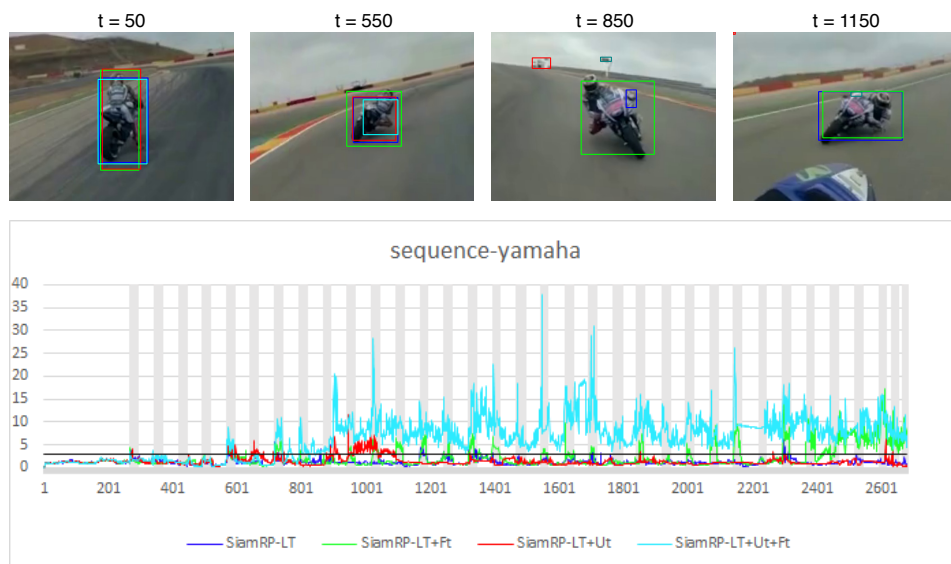 t = 50
t = 550
t = 850
t = 1150
sequence-yamaha
40
35
30
25
20
15
10
5
0
1 201 401 601 801 1001 1201 1401 1601 1801 2001 2201 2401 2601
SiamRP-LT SiamRP-LT+Ft SiamRP-LT+Ut SiamRP-LT+Ut+Ft